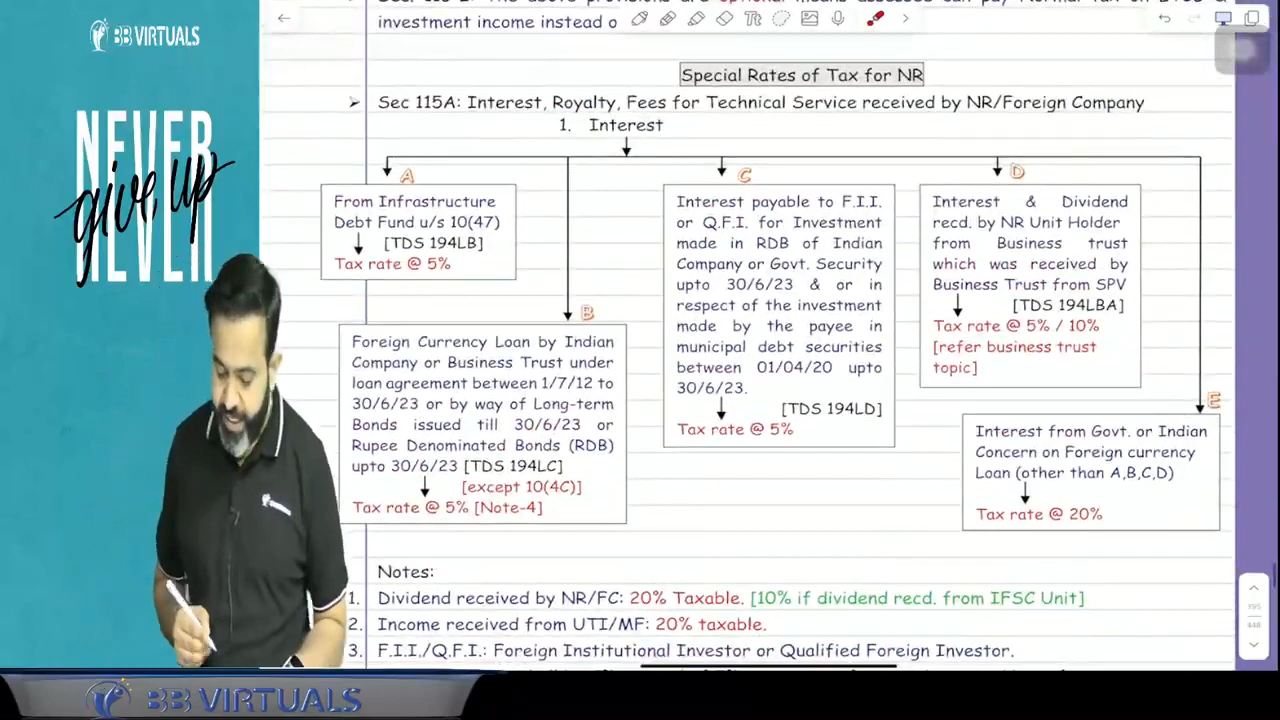 BB VIRTUALS
NEVER
give up
NEVER
investment income instead o
Special Rates of Tax for NR
➤ Sec 115A: Interest, Royalty, Fees for Technical Service received by NR/Foreign Company
1. Interest
A
From Infrastructure
Debt Fund u/s 10(47)
[TDS 194LB]
Tax rate @ 5%
B
Foreign Currency Loan by Indian
Company or Business Trust under
loan agreement between 1/7/12 to
30/6/23 or by way of Long-term
Bonds issued till 30/6/23 or
Rupee Denominated Bonds (RDB)
upto 30/6/23 [TDS 194LC]
[except 10(4C)]
Tax rate @ 5% [Note-4]
C
Interest payable to F.I.I.
or Q.F.I. for Investment
made in RDB of Indian
Company or Govt. Security
upto 30/6/23 & or in
respect of the investment
made by the payee in
municipal debt securities
between 01/04/20 upto
30/6/23.
[TDS 194LD]
Tax rate @ 5%
D
Interest & Dividend
recd. by NR Unit Holder
from Business trust
which was received by
Business Trust from SPV
[TDS 194LBA]
Tax rate @ 5% / 10%
[refer business trust
topic]
E
Interest from Govt. or Indian
Concern on Foreign currency
Loan (other than A,B,C,D)
Tax rate @ 20%
Notes:
1. Dividend received by NR/FC: 20% Taxable. [10% if dividend recd. from IFSC Unit]
2. Income received from UTI/MF: 20% taxable.
3. F.I.I./Q.F.I.: Foreign Institutional Investor or Qualified Foreign Investor.
195
448
BB VIRTUALS